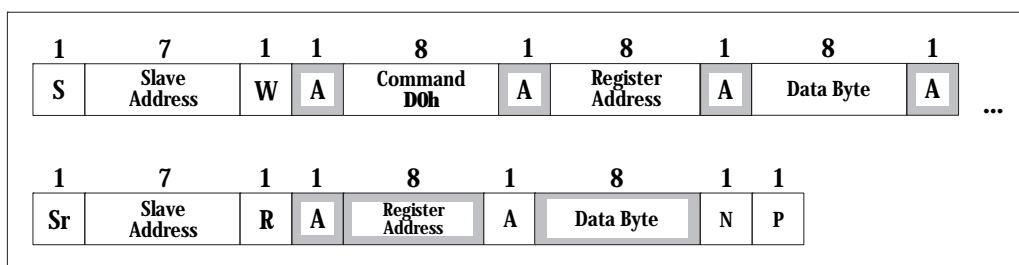 1 7 1 1 8 1 8 1 8 1
S Slave Address W A Command D0h A Register Address A Data Byte A ...
1 7 1 1 8 1 8 1 1
Sr Slave Address R A Register Address A Data Byte N P